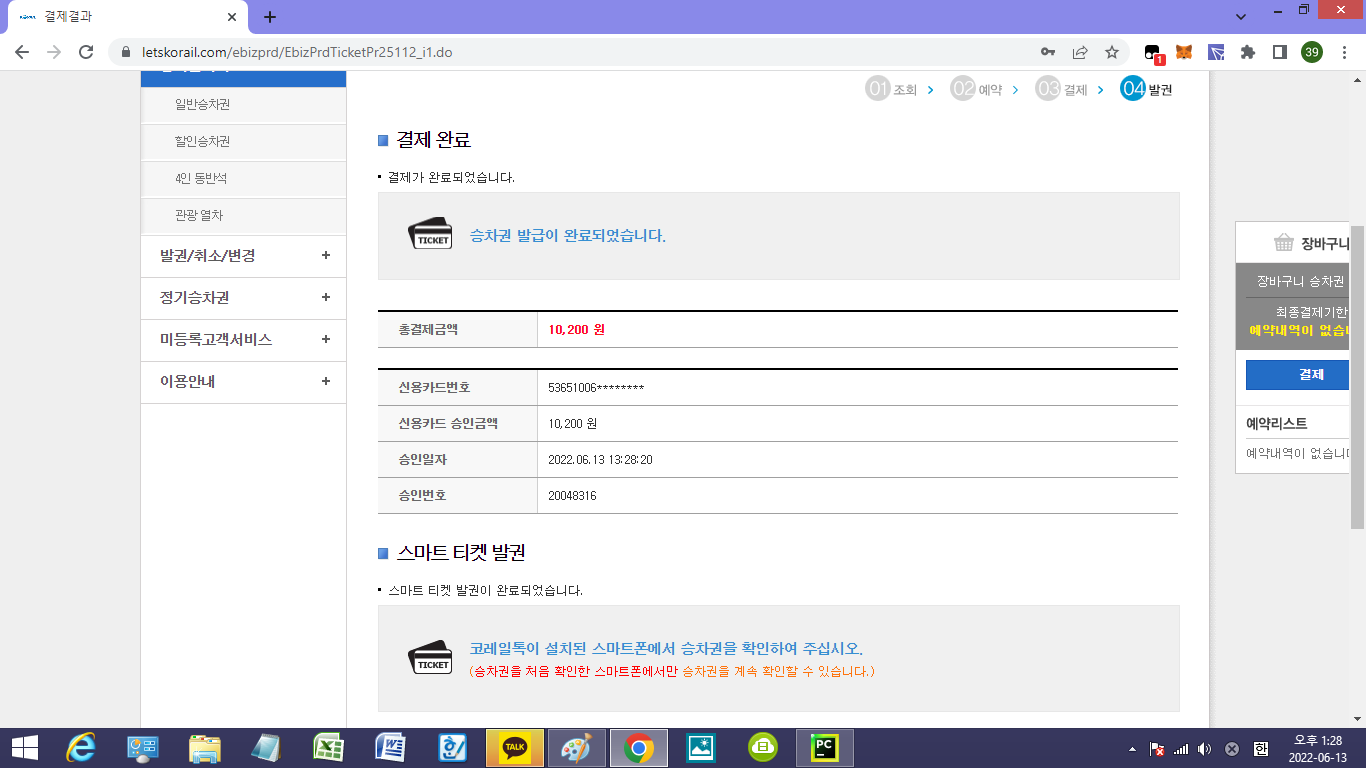 결제결과
letskorail.com/ebizprd/EbizPrdTicketPr25112_i1.do
1
39
01 조회 02 예약 03 결제 04 발권
일반승차권
할인승차권
4인 동반석
관광 열차
발권/취소/변경 +
정기승차권 +
미등록고객서비스 +
이용안내 +
결제 완료
결제가 완료되었습니다.
TICKET
승차권 발급이 완료되었습니다.
총결제금액 10,200 원
신용카드번호 53651006********
신용카드 승인금액 10,200 원
승인일자 2022.06.13 13:28:20
승인번호 20048316
스마트 티켓 발권
스마트 티켓 발권이 완료되었습니다.
TICKET
코레일톡이 설치된 스마트폰에서 승차권을 확인하여 주십시오.
(승차권을 처음 확인한 스마트폰에서만 승차권을 계속 확인할 수 있습니다.)
장바구니
장바구니 승차권
최종결제기한
예약내역이 없습니
결제
예약리스트
예약내역이 없습니다
TALK
PC
한
오후 1:28
2022-06-13